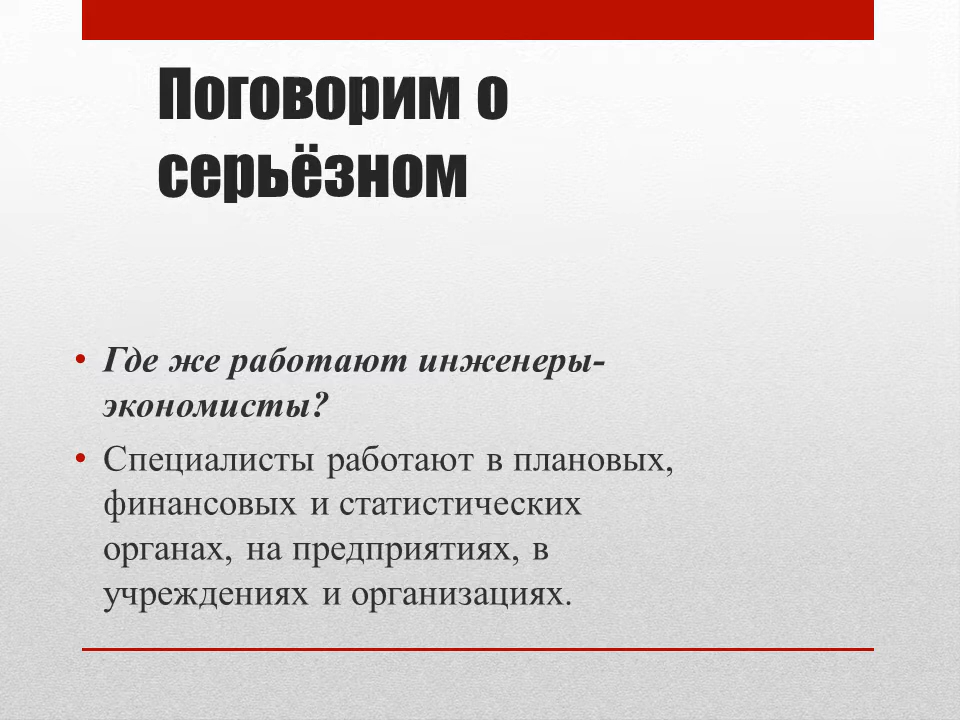 Поговорим о
серьёзном
• Где же работают инженеры-
экономисты?
• Специалисты работают в плановых,
финансовых и статистических
органах, на предприятиях, в
учреждениях и организациях.